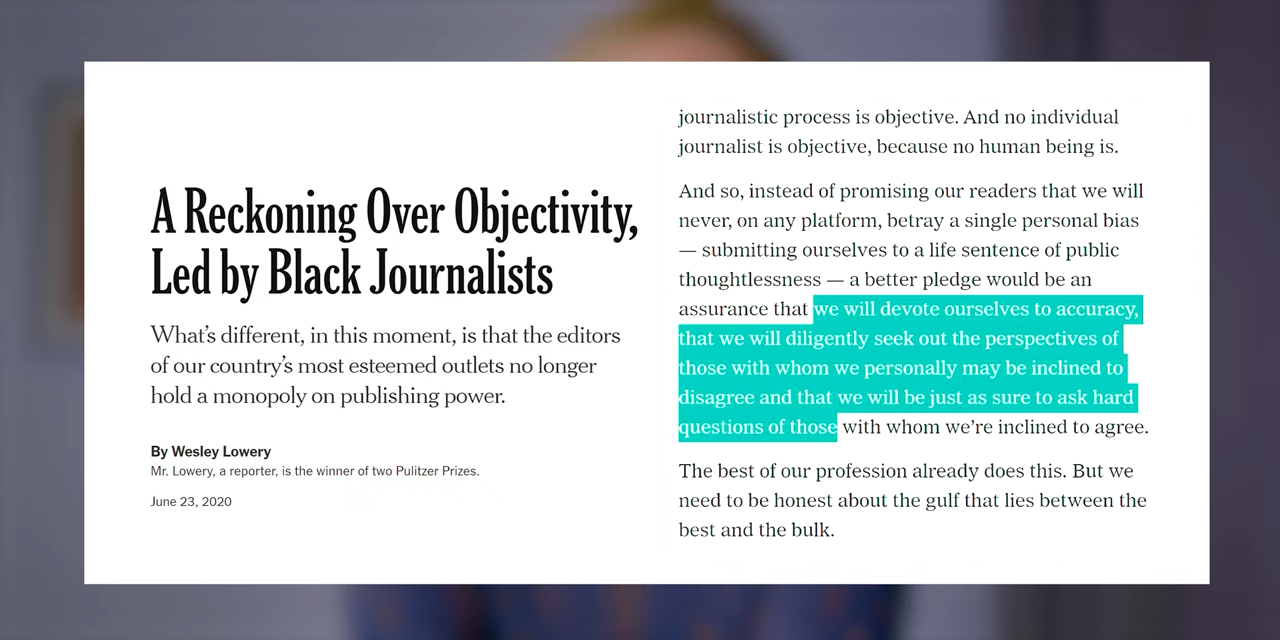 A Reckoning Over Objectivity,
Led by Black Journalists
What’s different, in this moment, is that the editors
of our country’s most esteemed outlets no longer
hold a monopoly on publishing power.
By Wesley Lowery
Mr. Lowery, a reporter, is the winner of two Pulitzer Prizes.
June 23, 2020
journalistic process is objective. And no individual
journalist is objective, because no human being is.
And so, instead of promising our readers that we will
never, on any platform, betray a single personal bias
— submitting ourselves to a life sentence of public
thoughtlessness — a better pledge would be an
assurance that we will devote ourselves to accuracy,
that we will diligently seek out the perspectives of
those with whom we personally may be inclined to
disagree and that we will be just as sure to ask hard
questions of those with whom we’re inclined to agree.
The best of our profession already does this. But we
need to be honest about the gulf that lies between the
best and the bulk.